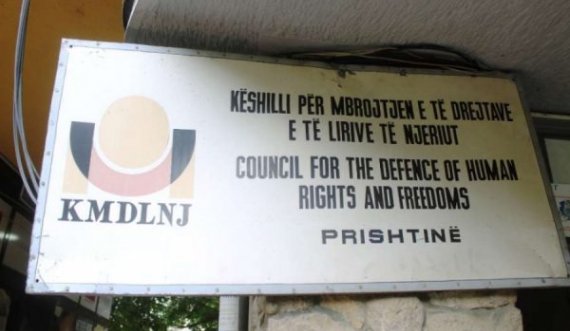 KËSHILLI PËR MBROJTJEN E TË DREJTAVE
E TË LIRIVE TË NJERIUT
COUNCIL FOR THE DEFENCE OF HUMAN
RIGHTS AND FREEDOMS
PRISHTINË
KMDLNJ